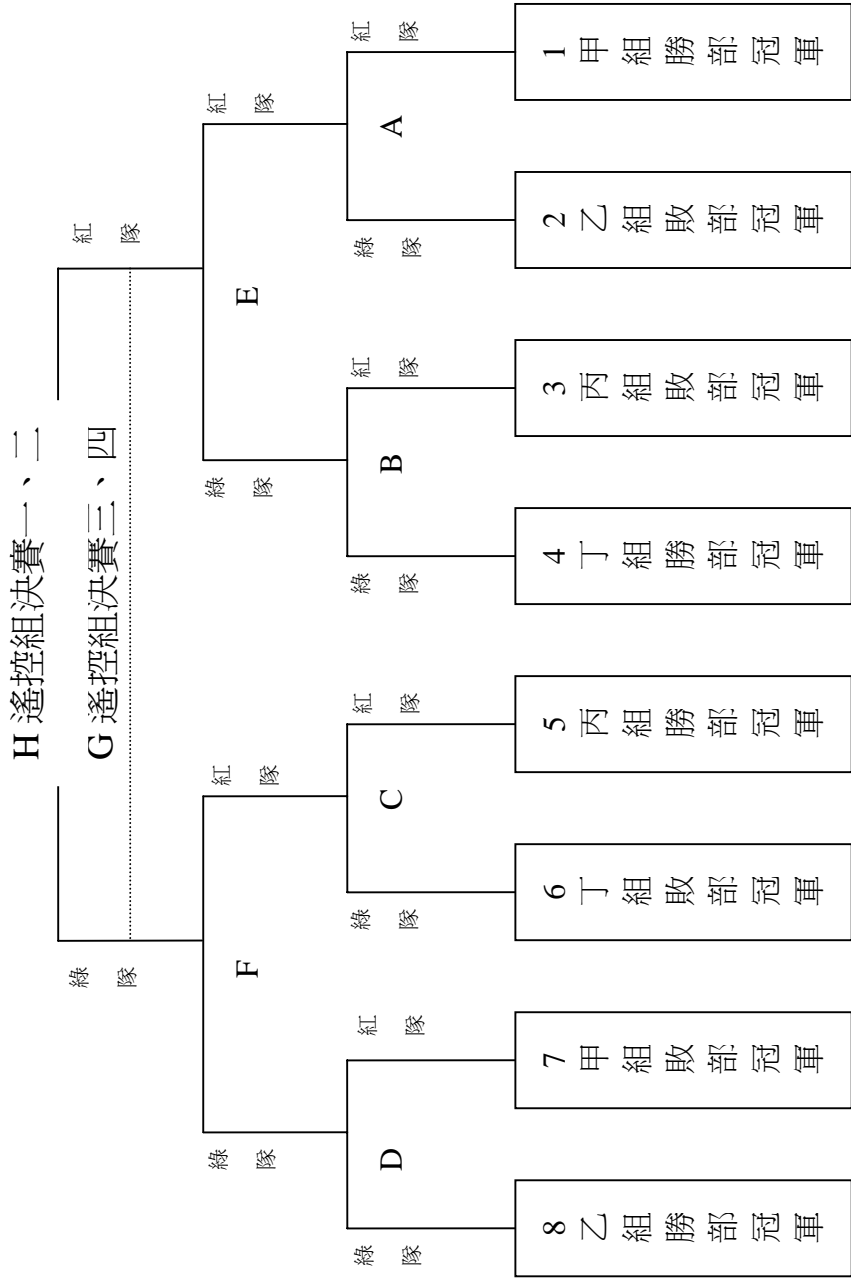 H 遙控組決賽一、二
G 遙控組決賽三、四
綠隊
紅隊
F
E
綠隊
紅隊
綠隊
紅隊
D
C
B
A
綠隊
紅隊
綠隊
紅隊
綠隊
紅隊
綠隊
紅隊
8 乙組勝部冠軍
7 甲組敗部冠軍
6 丁組敗部冠軍
5 丙組勝部冠軍
4 丁組勝部冠軍
3 丙組敗部冠軍
2 乙組敗部冠軍
1 甲組勝部冠軍